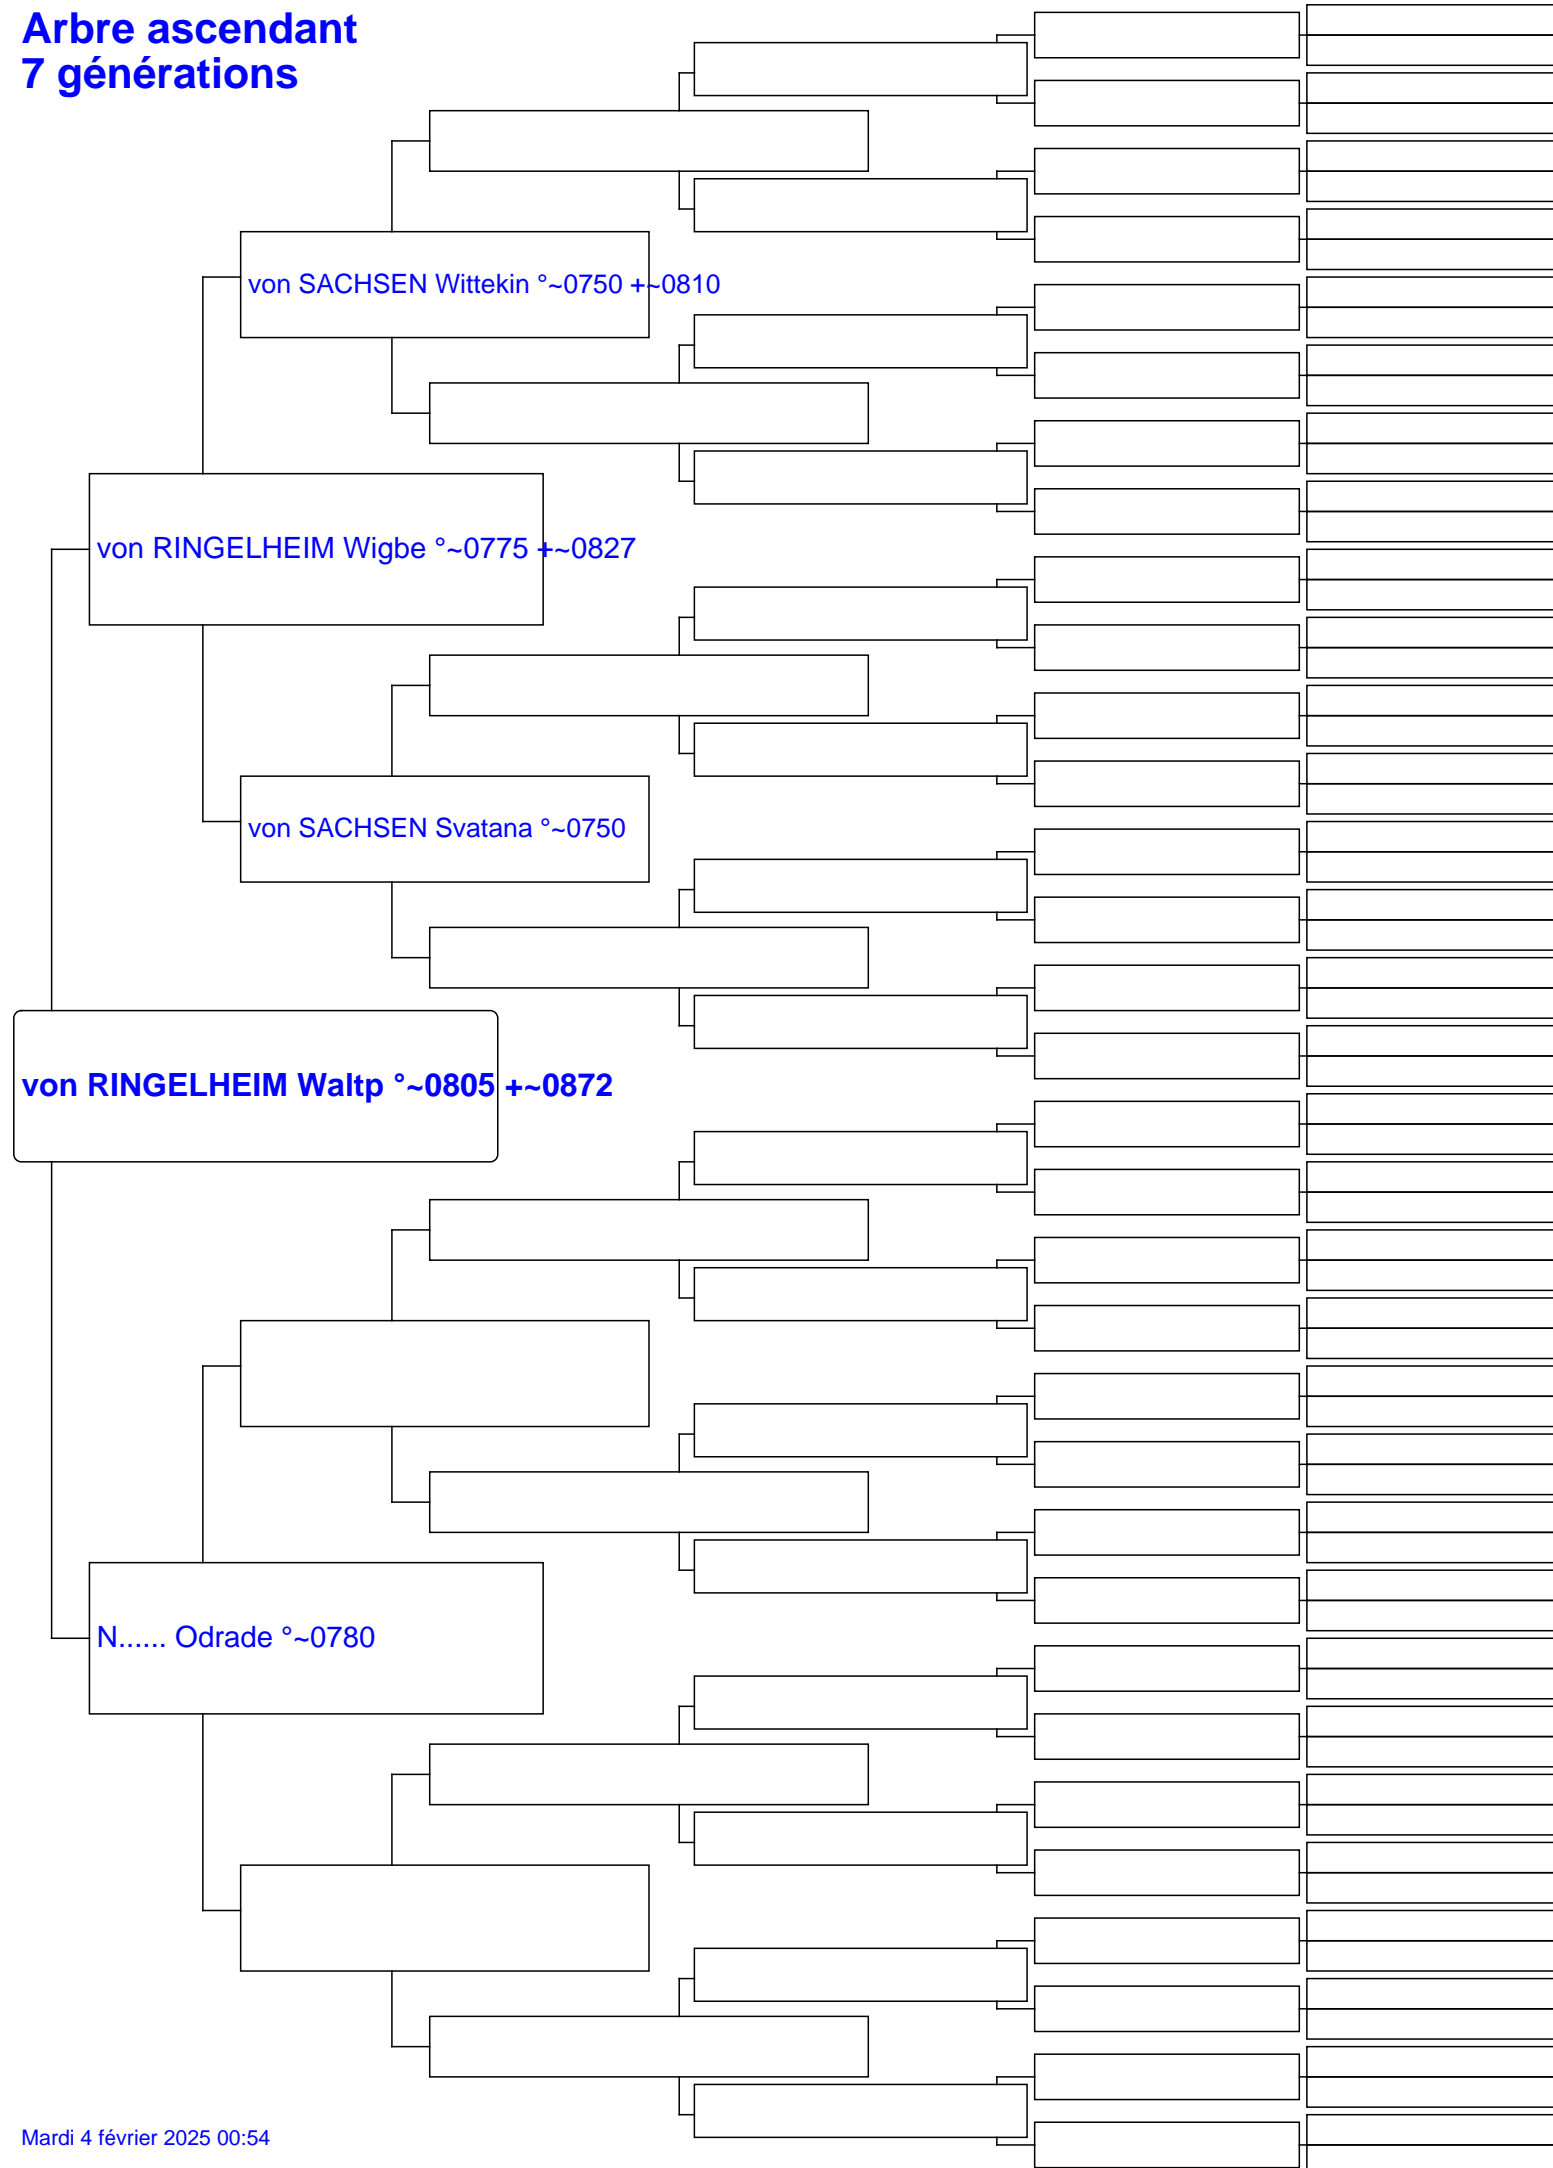 Arbre ascendant
7 générations
von SACHSEN Wittekin °~0750 +~0810
von RINGELHEIM Wigbe °~0775 +~0827
von SACHSEN Svatana °~0750
von RINGELHEIM Waltp °~0805 +~0872
N...... Odrade °~0780
Mardi 4 février 2025 00:54